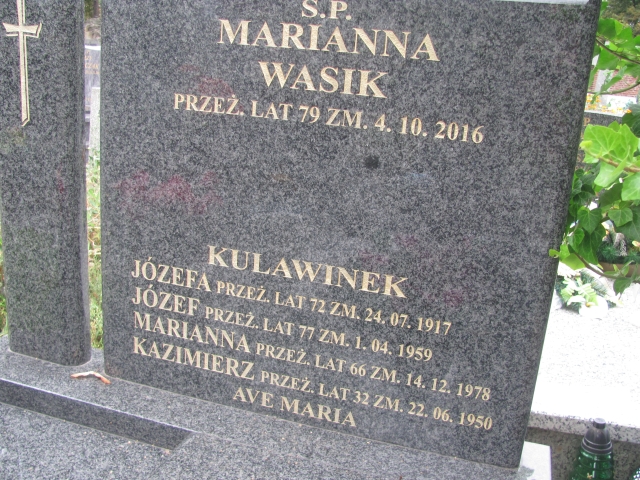 Ś.P.
MARIANNA
WASIK
PRZEŻ. LAT 79 ZM. 4. 10. 2016
KULAWINEK
JÓZEFA PRZEŻ. LAT 72 ZM. 24. 07. 1917
JÓZEF PRZEŻ. LAT 77 ZM. 1. 04. 1959
MARIANNA PRZEŻ. LAT 66 ZM. 14. 12. 1978
KAZIMIERZ PRZEŻ. LAT 32 ZM. 22. 06. 1950
AVE MARIA